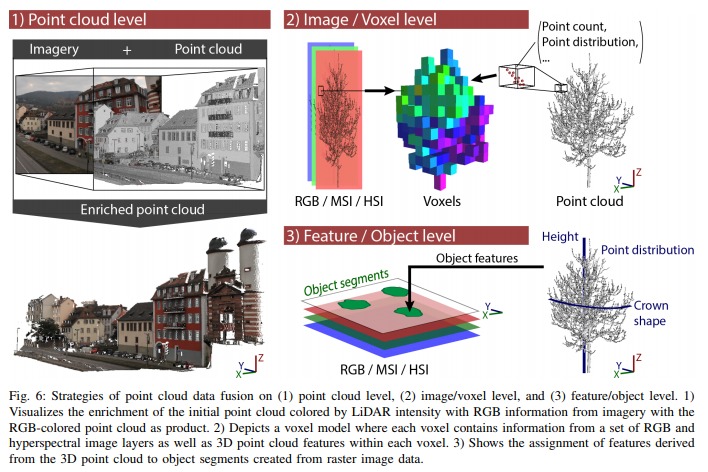 1) Point cloud level
Imagery + Point cloud
Enriched point cloud
Z
Y
X
2) Image / Voxel level
Point count,
Point distribution,
...
RGB / MSI / HSI
Voxels
Point cloud
Z
Y
X
3) Feature / Object level
Object features
Object segments
Y
X
RGB / MSI / HSI
Height
Point distribution
Crown
shape
Z
Y
X
Fig. 6: Strategies of point cloud data fusion on (1) point cloud level, (2) image/voxel level, and (3) feature/object level. 1)
Visualizes the enrichment of the initial point cloud colored by LiDAR intensity with RGB information from imagery with the
RGB-colored point cloud as product. 2) Depicts a voxel model where each voxel contains information from a set of RGB and
hyperspectral image layers as well as 3D point cloud features within each voxel. 3) Shows the assignment of features derived
from the 3D point cloud to object segments created from raster image data.